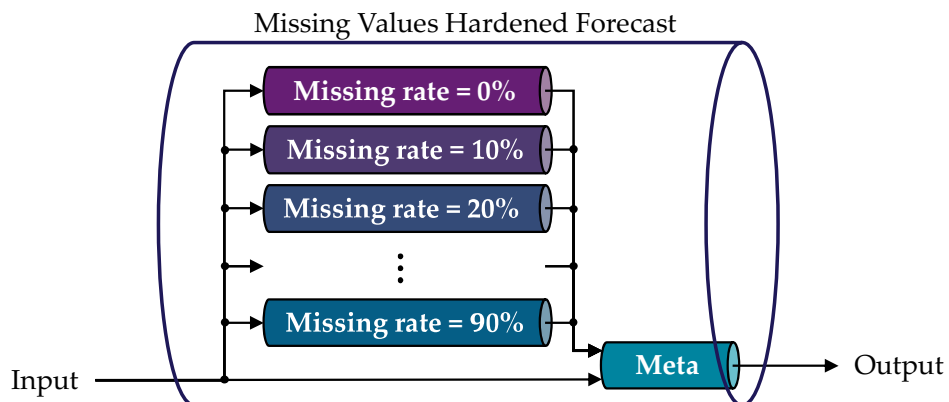 Missing Values Hardened Forecast
Missing rate = 0%
Missing rate = 10%
Missing rate = 20%
⋮
Missing rate = 90%
Meta
Input
Output